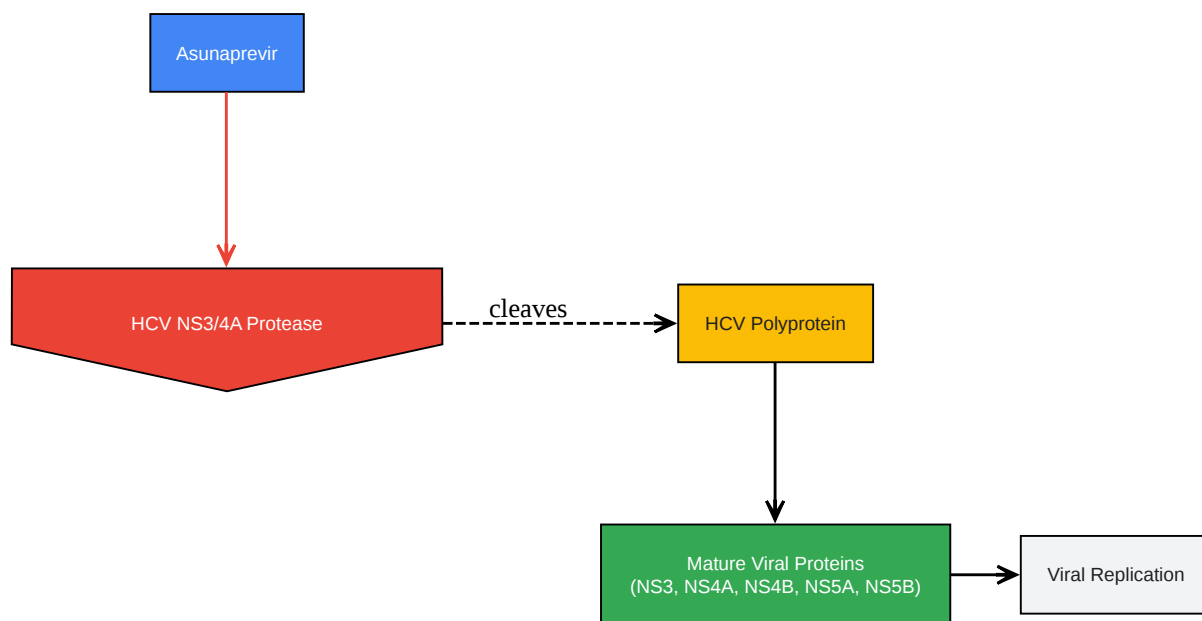 Asunaprevir
HCV NS3/4A Protease
cleaves
HCV Polyprotein
Mature Viral Proteins
(NS3, NS4A, NS4B, NS5A, NS5B)
Viral Replication